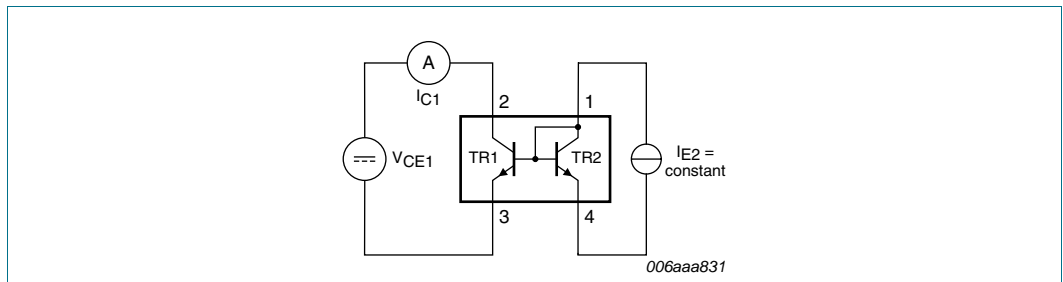 A
IC1
2
1
VCE1
TR1
TR2
IE2 =
constant
3
4
006aaa831